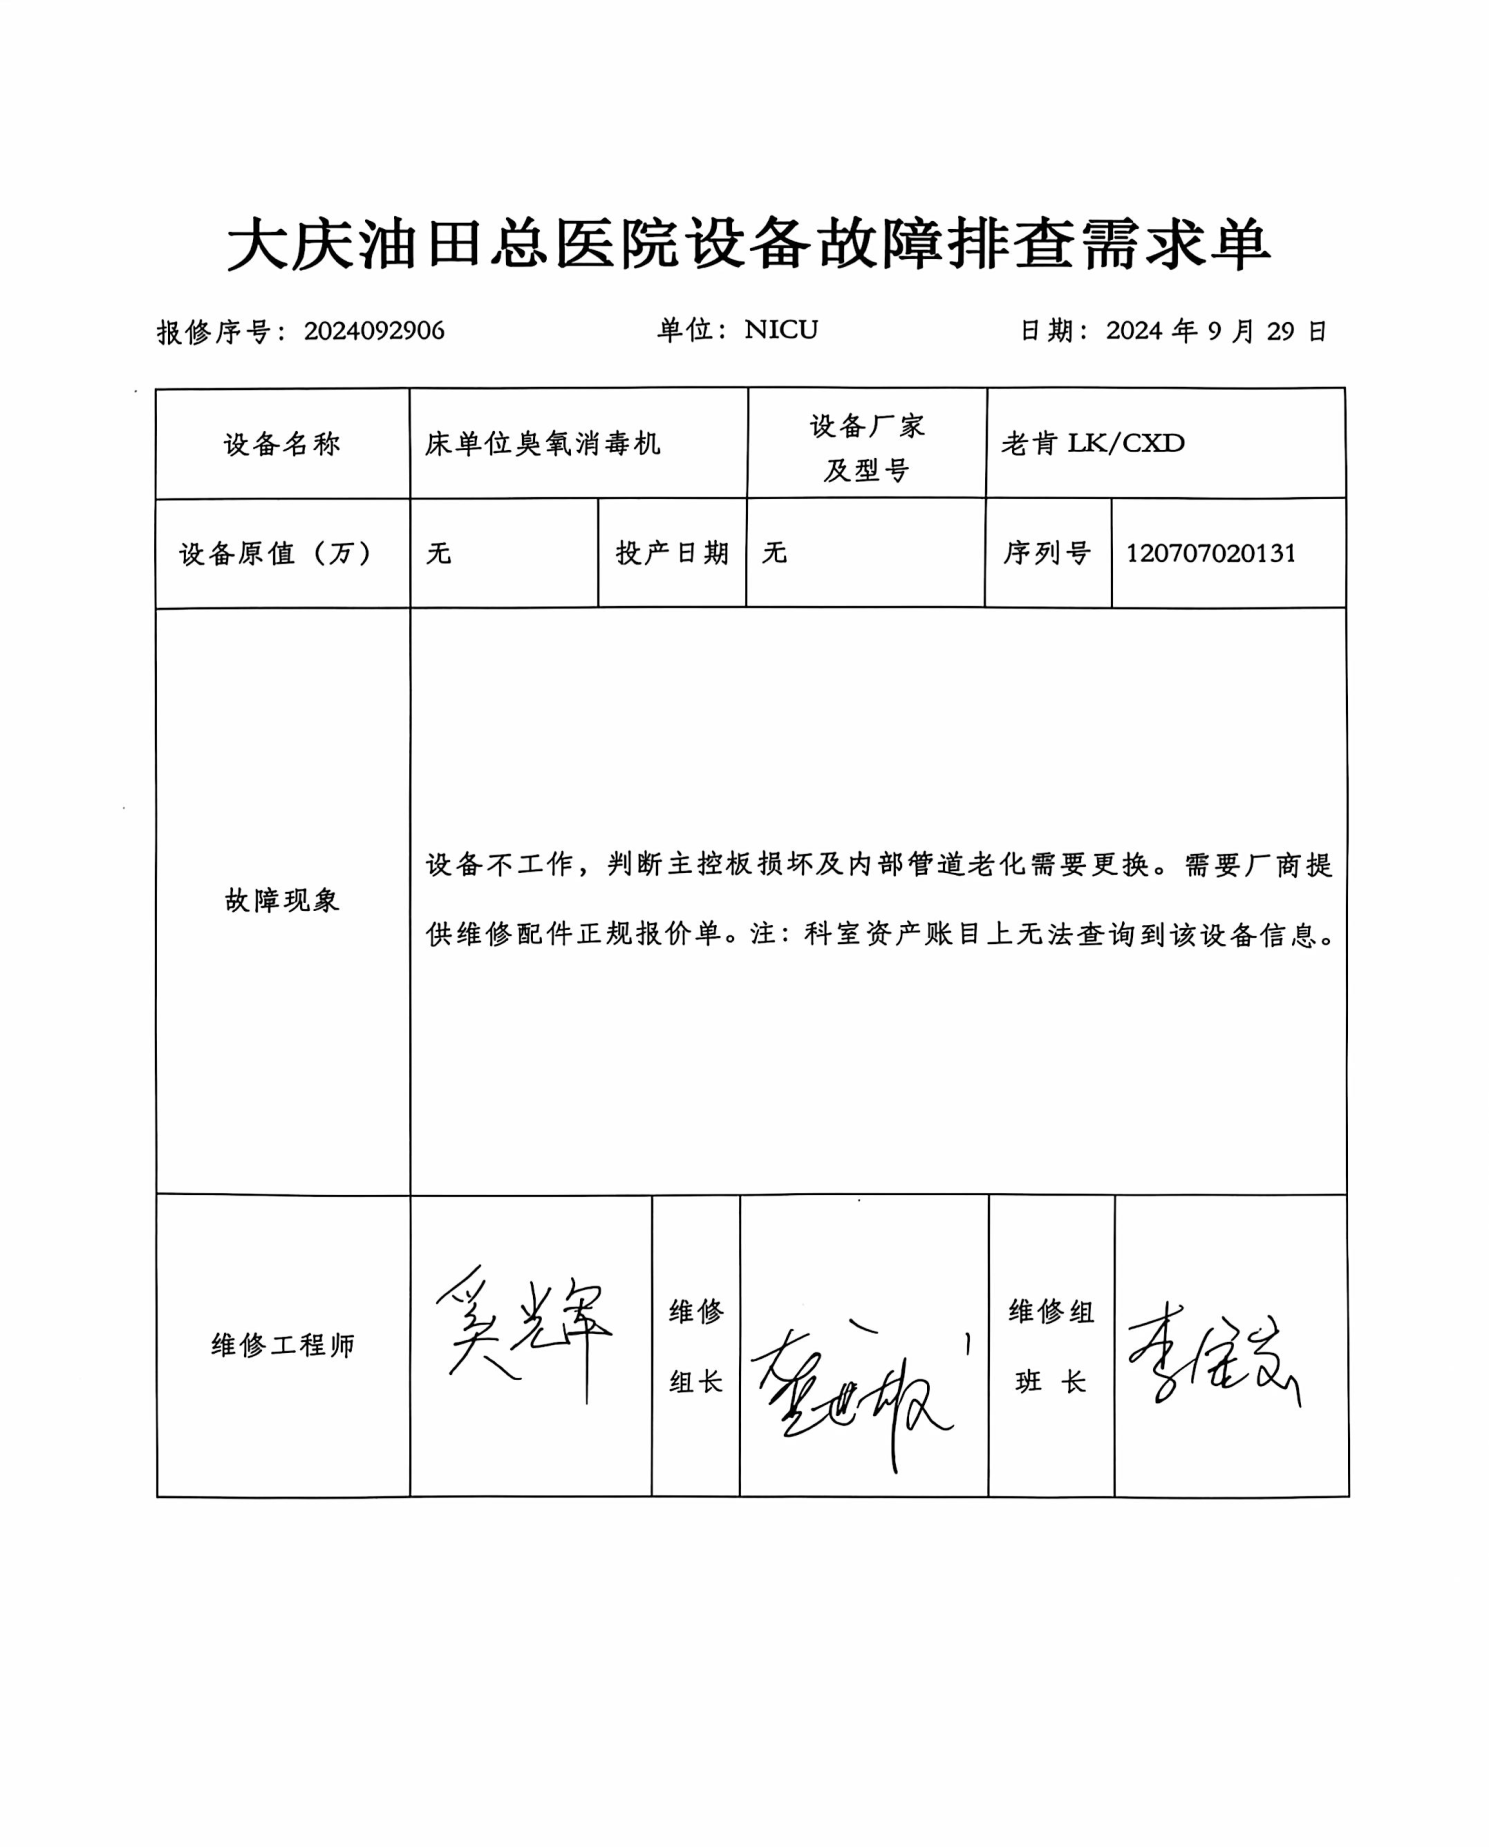 大庆油田总医院设备故障排查需求单
报修序号：2024092906 单位：NICU 日期：2024 年 9 月 29 日
设备名称 床单位臭氧消毒机 设备厂家 老肯 LK/CXD
及型号
设备原值（万） 无 投产日期 无 序列号 120707020131
故障现象
设备不工作，判断主控板损坏及内部管道老化需要更换。需要厂商提
供维修配件正规报价单。注：科室资产账目上无法查询到该设备信息。
维修工程师 奚光辉 维修 维修组
组长 班 长